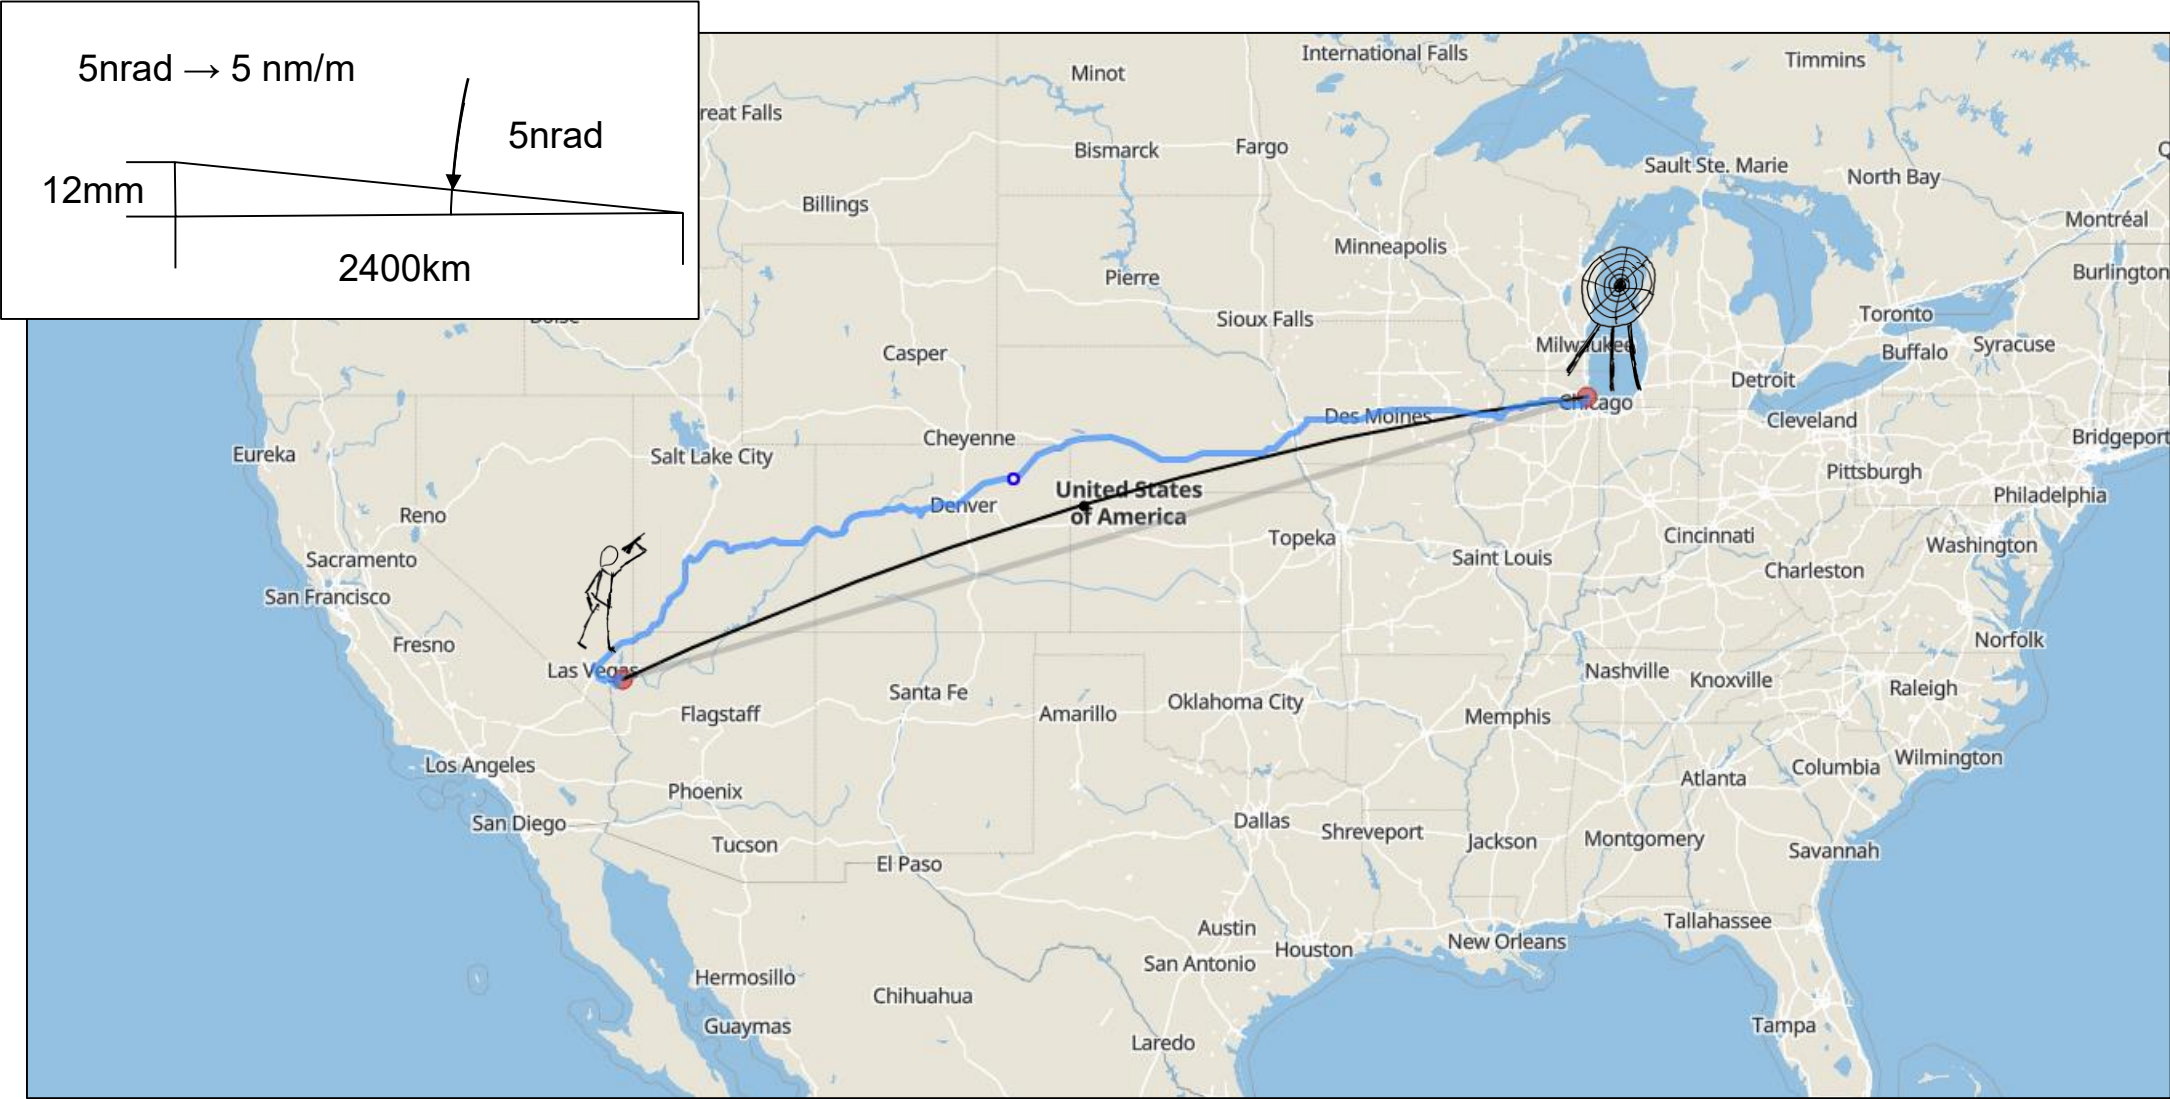 5nrad → 5 nm/m
5nrad
12mm
2400km
International Falls
Timmins
Minot
reat Falls
Bismarck
Fargo
Sault Ste. Marie
North Bay
Billings
Montréal
Minneapolis
Pierre
Burlington
Sioux Falls
Toronto
Boise
Casper
Milwaukee
Buffalo
Syracuse
Detroit
Chicago
Des Moines
Cleveland
Cheyenne
Bridgeport
Eureka
Salt Lake City
Pittsburgh
United States
of America
Denver
Philadelphia
Reno
Topeka
Cincinnati
Washington
Sacramento
Saint Louis
Charleston
San Francisco
Fresno
Norfolk
Las Vegas
Nashville
Knoxville
Santa Fe
Raleigh
Flagstaff
Amarillo
Oklahoma City
Memphis
Los Angeles
Columbia
Wilmington
Atlanta
Phoenix
San Diego
Dallas
Shreveport
Tucson
Jackson
Montgomery
Savannah
El Paso
Tallahassee
Austin
New Orleans
Houston
San Antonio
Hermosillo
Chihuahua
Guaymas
Tampa
Laredo